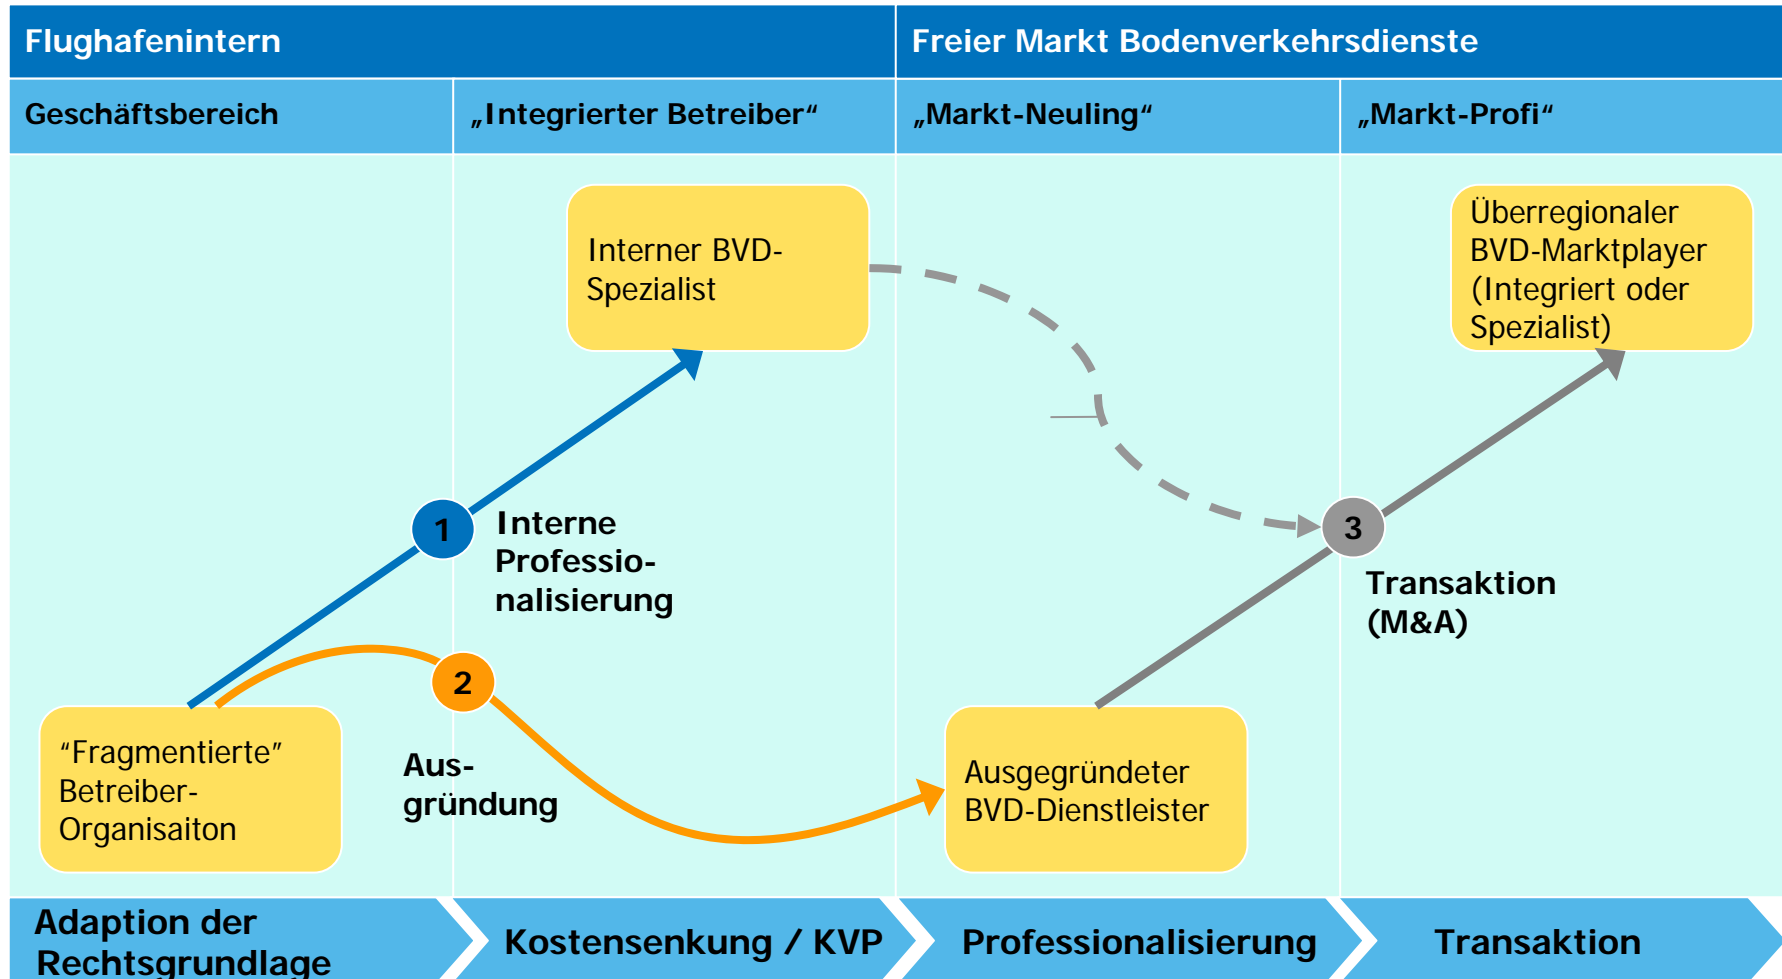 Flughafenintern
Freier Markt Bodenverkehrsdienste
Geschäftsbereich
„Integrierter Betreiber“
„Markt-Neuling“
„Markt-Profi“
Interner BVD-
Spezialist
Überregionaler
BVD-Marktplayer
(Integriert oder
Spezialist)
1
Interne
Professio-
nalisierung
3
Transaktion
(M&A)
2
Aus-
gründung
“Fragmentierte”
Betreiber-
Organisaiton
Ausgegründeter
BVD-Dienstleister
Adaption der
Rechtsgrundlage
Kostensenkung / KVP
Professionalisierung
Transaktion